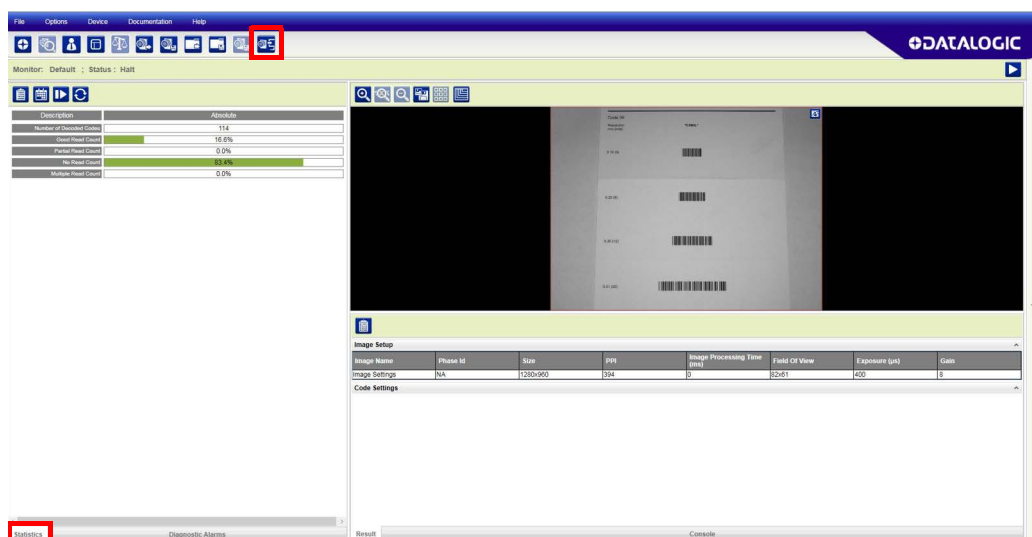 File Options Device Documentation Help
DATALOGIC
Monitor: Default ; Status : Halt
Description Absolute
Number of Decoded Codes 114
Good Read Count 16.6%
Partial Read Count 0.0%
No Read Count 83.4%
Multiple Read Count 0.0%
Code 39
Image Setup
Image Name Phase Id Size PPI Image Processing Time (ms) Field Of View Exposure (µs) Gain
Image Settings NA 1280x960 394 0 82x61 400 8
Code Settings
Statistics Diagnostic Alarms Result Console